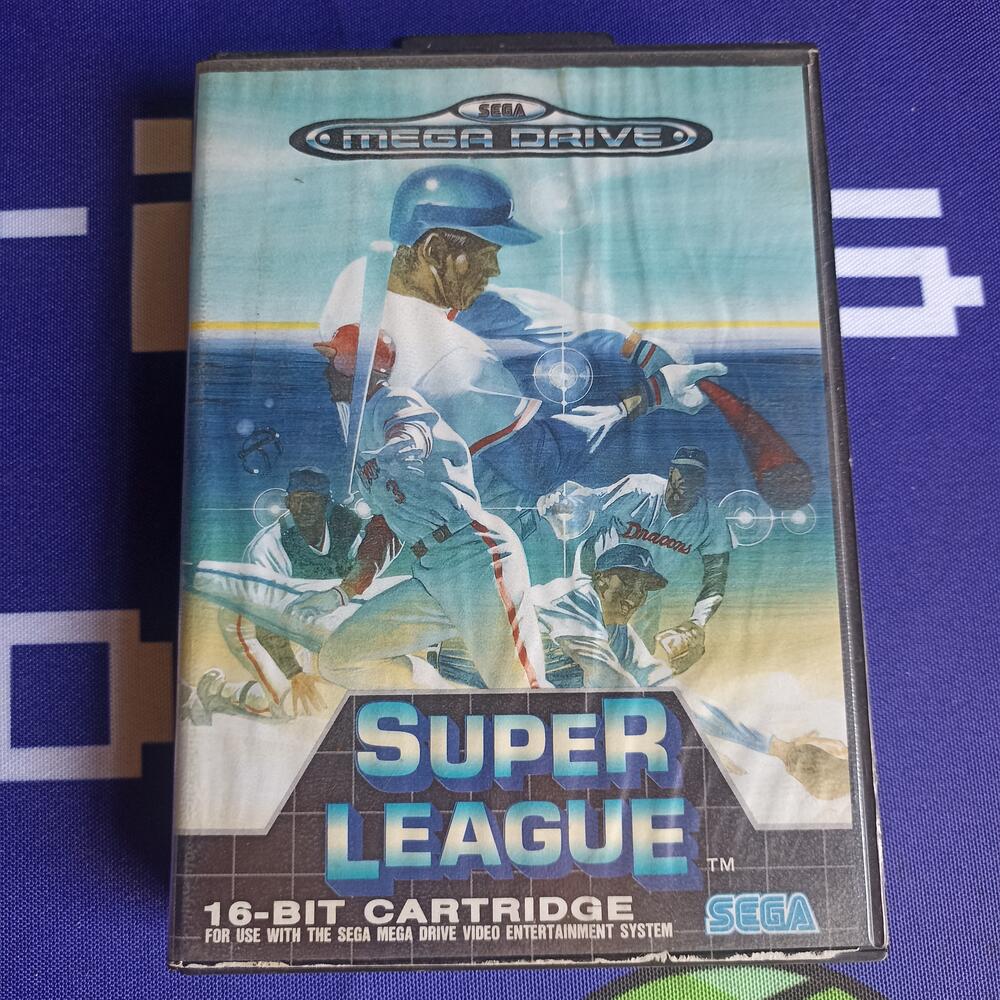 SEGA
MEGA DRIVE
3
Dragons
SUPER
LEAGUE
TM
16-BIT CARTRIDGE
SEGA
FOR USE WITH THE SEGA MEGA DRIVE VIDEO ENTERTAINMENT SYSTEM